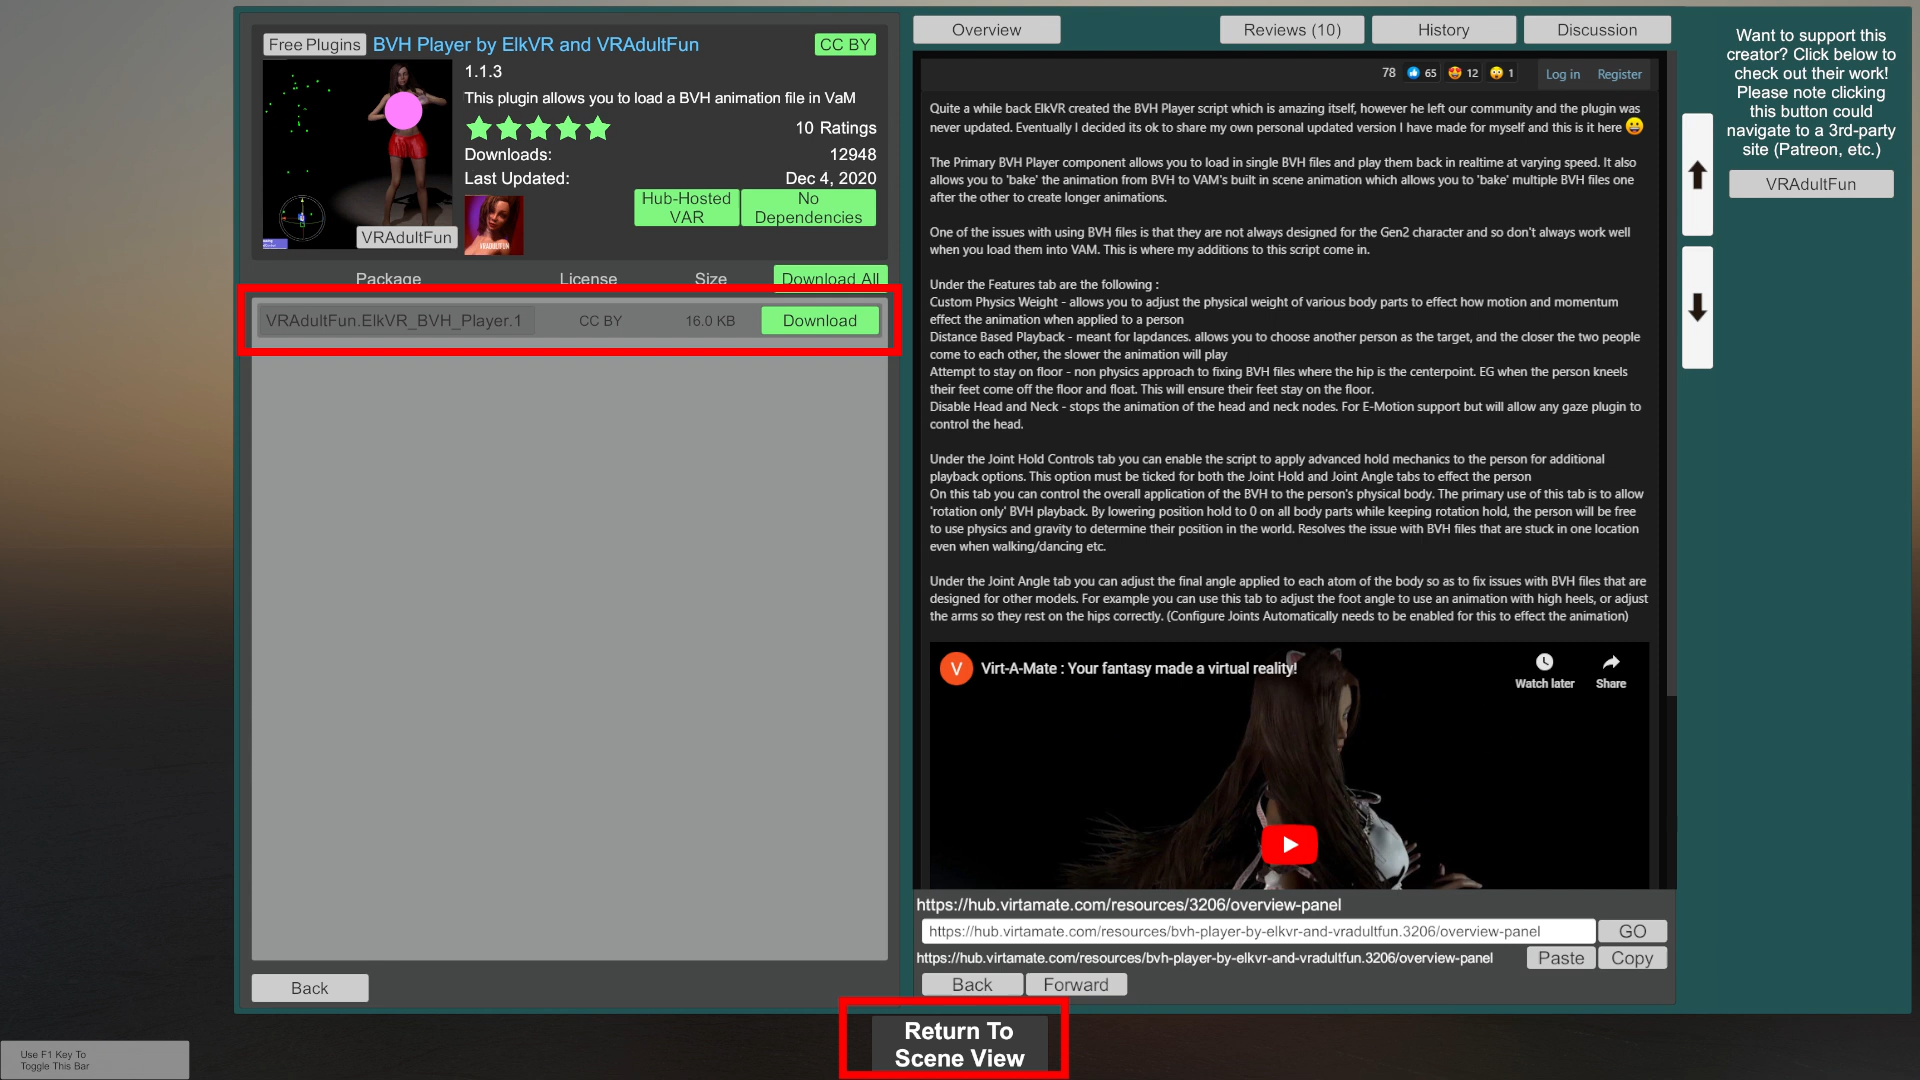 Free Plugins
BVH Player by ElkVR and VRAdultFun
CC BY
1.1.3
This plugin allows you to load a BVH animation file in VaM
10 Ratings
Downloads:
12948
Last Updated:
Dec 4, 2020
Hub-Hosted
VAR
No
Dependencies
VRAdultFun
VRADULTFUN
Package
License
Size
Download All
VRAdultFun.ElkVR_BVH_Player.1
CC BY
16.0 KB
Download
Back
Overview
Reviews (10)
History
Discussion
78
65
12
1
Log in
Register
Quite a while back ElkVR created the BVH Player script which is amazing itself, however he left our community and the plugin was
never updated. Eventually I decided its ok to share my own personal updated version I have made for myself and this is it here
The Primary BVH Player component allows you to load in single BVH files and play them back in realtime at varying speed. It also
allows you to 'bake' the animation from BVH to VAM's built in scene animation which allows you to 'bake' multiple BVH files one
after the other to create longer animations.
One of the issues with using BVH files is that they are not always designed for the Gen2 character and so don't always work well
when you load them into VAM. This is where my additions to this script come in.
Under the Features tab are the following :
Custom Physics Weight - allows you to adjust the physical weight of various body parts to effect how motion and momentum
effect the animation when applied to a person
Distance Based Playback - meant for lapdances. allows you to choose another person as the target, and the closer the two people
come to each other, the slower the animation will play
Attempt to stay on floor - non physics approach to fixing BVH files where the hip is the centerpoint. EG when the person kneels
their feet come off the floor and float. This will ensure their feet stay on the floor.
Disable Head and Neck - stops the animation of the head and neck nodes. For E-Motion support but will allow any gaze plugin to
control the head.
Under the Joint Hold Controls tab you can enable the script to apply advanced hold mechanics to the person for additional
playback options. This option must be ticked for both the Joint Hold and Joint Angle tabs to effect the person
On this tab you can control the overall application of the BVH to the person's physical body. The primary use of this tab is to allow
'rotation only' BVH playback. By lowering position hold to 0 on all body parts while keeping rotation hold, the person will be free
to use physics and gravity to determine their position in the world. Resolves the issue with BVH files that are stuck in one location
even when walking/dancing etc.
Under the Joint Angle tab you can adjust the final angle applied to each atom of the body so as to fix issues with BVH files that are
designed for other models. For example you can use this tab to adjust the foot angle to use an animation with high heels, or adjust
the arms so they rest on the hips correctly. (Configure Joints Automatically needs to be enabled for this to effect the animation)
V
Virt-A-Mate : Your fantasy made a virtual reality!
Watch later
Share
https://hub.virtamate.com/resources/3206/overview-panel
https://hub.virtamate.com/resources/bvh-player-by-elkvr-and-vradultfun.3206/overview-panel
GO
https://hub.virtamate.com/resources/bvh-player-by-elkvr-and-vradultfun.3206/overview-panel
Paste
Copy
Back
Forward
Want to support this
creator? Click below to
check out their work!
Please note clicking
this button could
navigate to a 3rd-party
site (Patreon, etc.)
VRAdultFun
Return To
Scene View
Use F1 Key To
Toggle This Bar